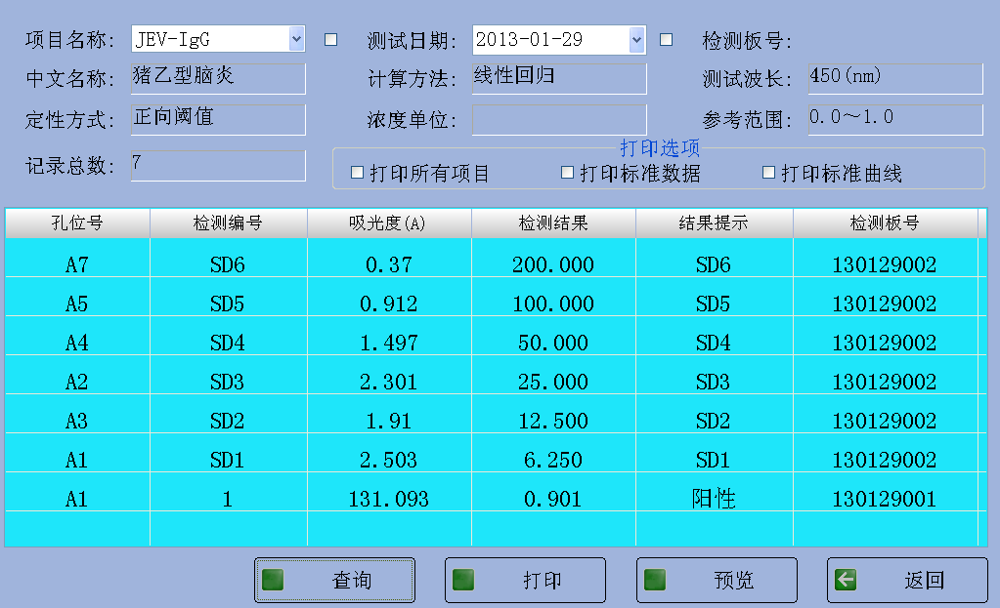 项目名称: JEV-IgG 测试日期: 2013-01-29 检测板号:
中文名称: 猪乙型脑炎 计算方法: 线性回归 测试波长: 450(nm)
定性方式: 正向阈值 浓度单位: 参考范围: 0.0～1.0
打印选项
记录总数: 7 打印所有项目 打印标准数据 打印标准曲线
孔位号 检测编号 吸光度(A) 检测结果 结果提示 检测板号
A7 SD6 0.37 200.000 SD6 130129002
A5 SD5 0.912 100.000 SD5 130129002
A4 SD4 1.497 50.000 SD4 130129002
A2 SD3 2.301 25.000 SD3 130129002
A3 SD2 1.91 12.500 SD2 130129002
A1 SD1 2.503 6.250 SD1 130129002
A1 1 131.093 0.901 阳性 130129001
查询 打印 预览 返回